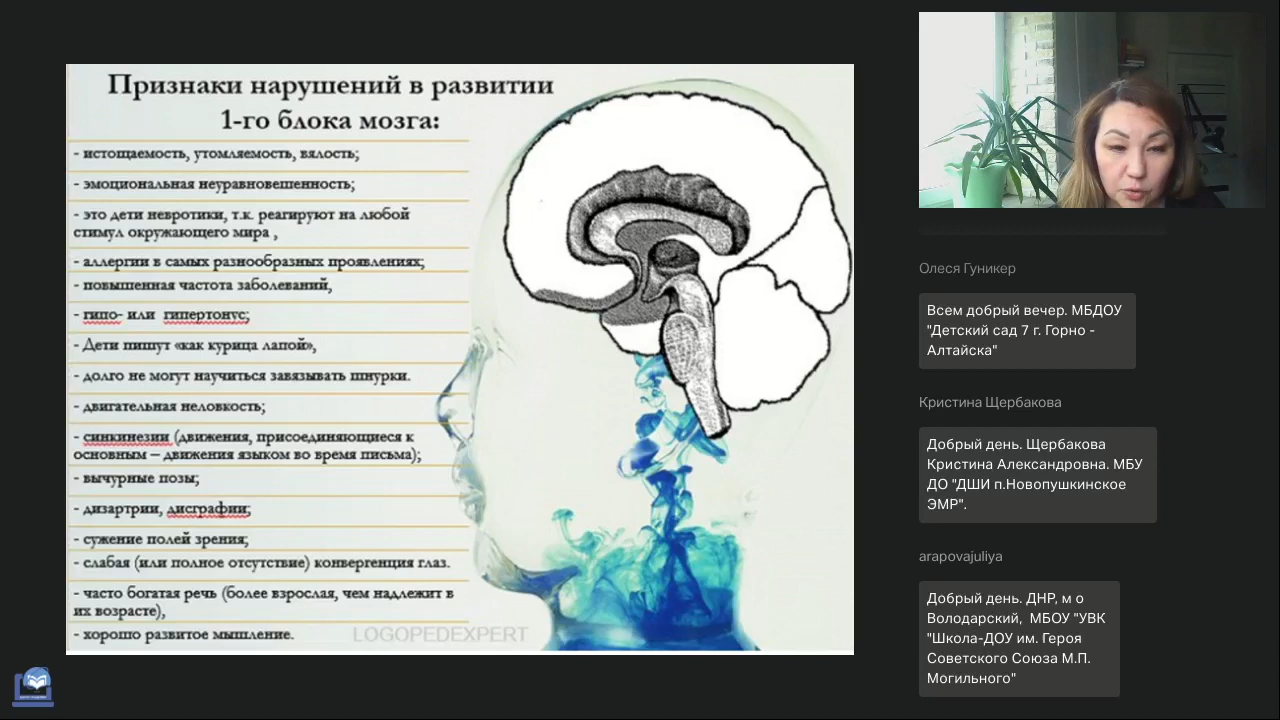 Признаки нарушений в развитии
1-го блока мозга:
- истощаемость, утомляемость, вялость;
- эмоциональная неуравновешенность;
- это дети невротики, т.к. реагируют на любой
стимул окружающего мира ,
- аллергии в самых разнообразных проявлениях;
- повышенная частота заболеваний,
- гипо- или гипертонус;
- Дети пишут «как курица лапой»,
- долго не могут научиться завязывать шнурки.
- двигательная неловкость;
- синкинезии (движения, присоединяющиеся к
основным – движения языком во время письма);
- вычурные позы;
- дизартрии, дисграфии;
- сужение полей зрения;
- слабая (или полное отсутствие) конвергенция глаз.
- часто богатая речь (более взрослая, чем надлежит в
их возрасте),
- хорошо развитое мышление.
LOGOPEDEXPERT
Олеся Гуникер
Всем добрый вечер. МБДОУ
"Детский сад 7 г. Горно -
Алтайска"
Кристина Щербакова
Добрый день. Щербакова
Кристина Александровна. МБУ
ДО "ДШИ п.Новопушкинское
ЭМР".
arapovajuliya
Добрый день. ДНР, м о
Володарский, МБОУ "УВК
"Школа-ДОУ им. Героя
Советского Союза М.П.
Могильного"